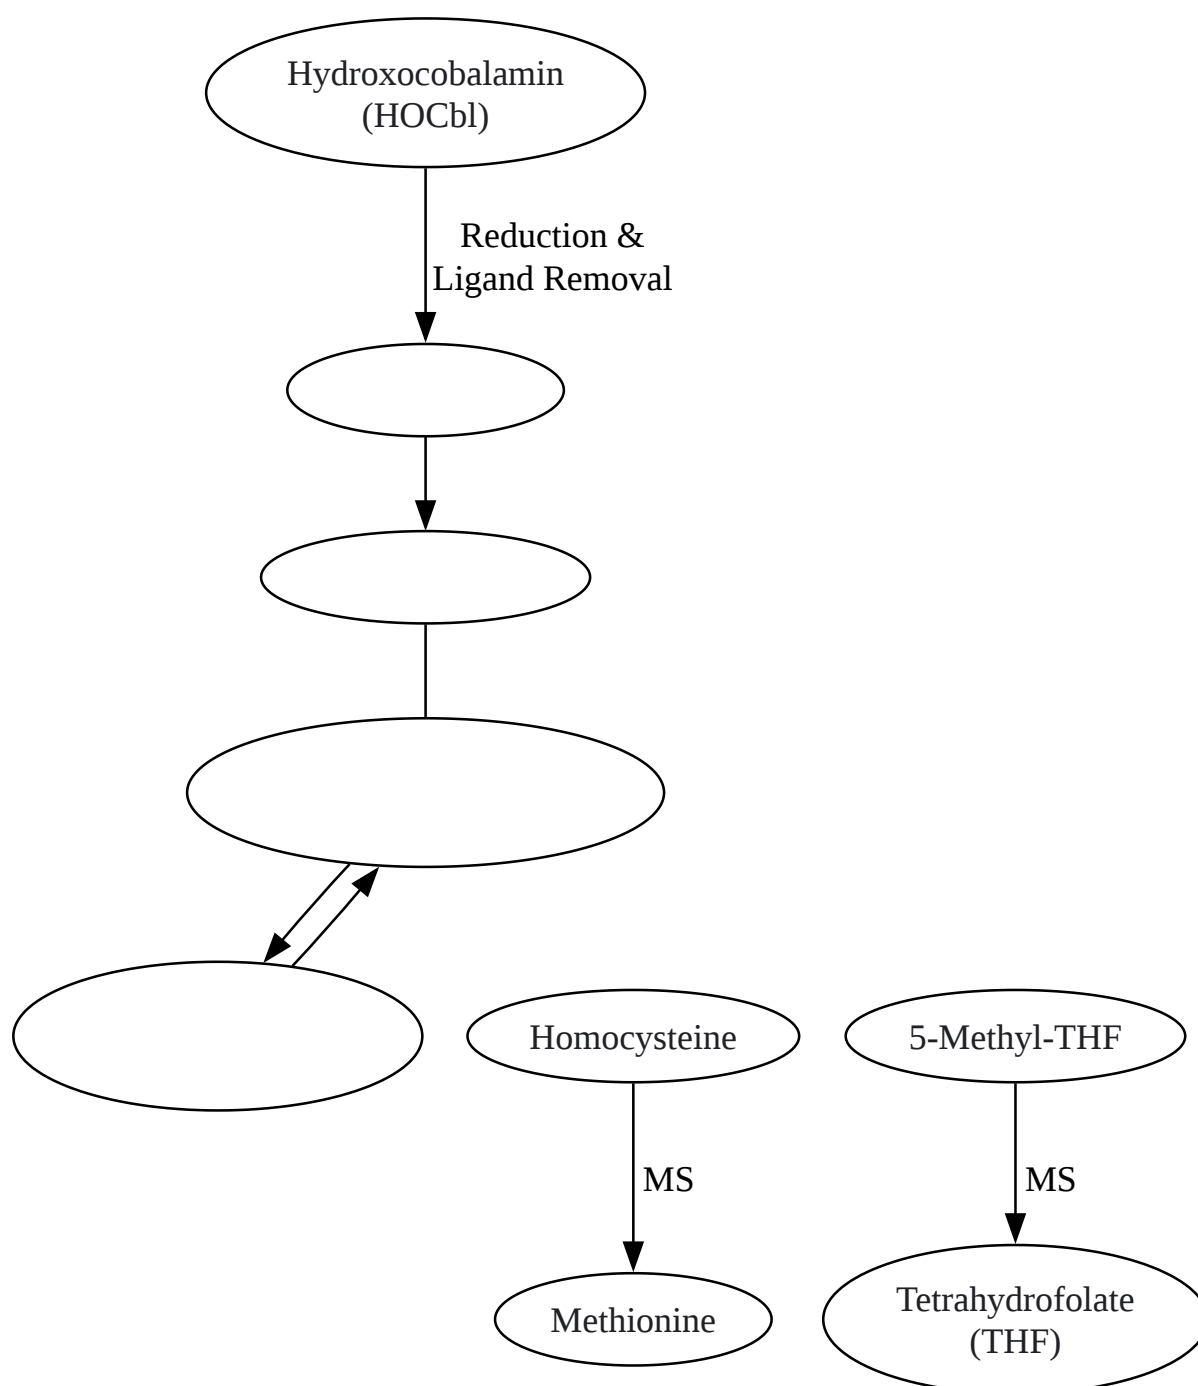 Hydroxocobalamin
(HOCbl)
Reduction &
Ligand Removal
Homocysteine
5-Methyl-THF
MS
MS
Methionine
Tetrahydrofolate
(THF)